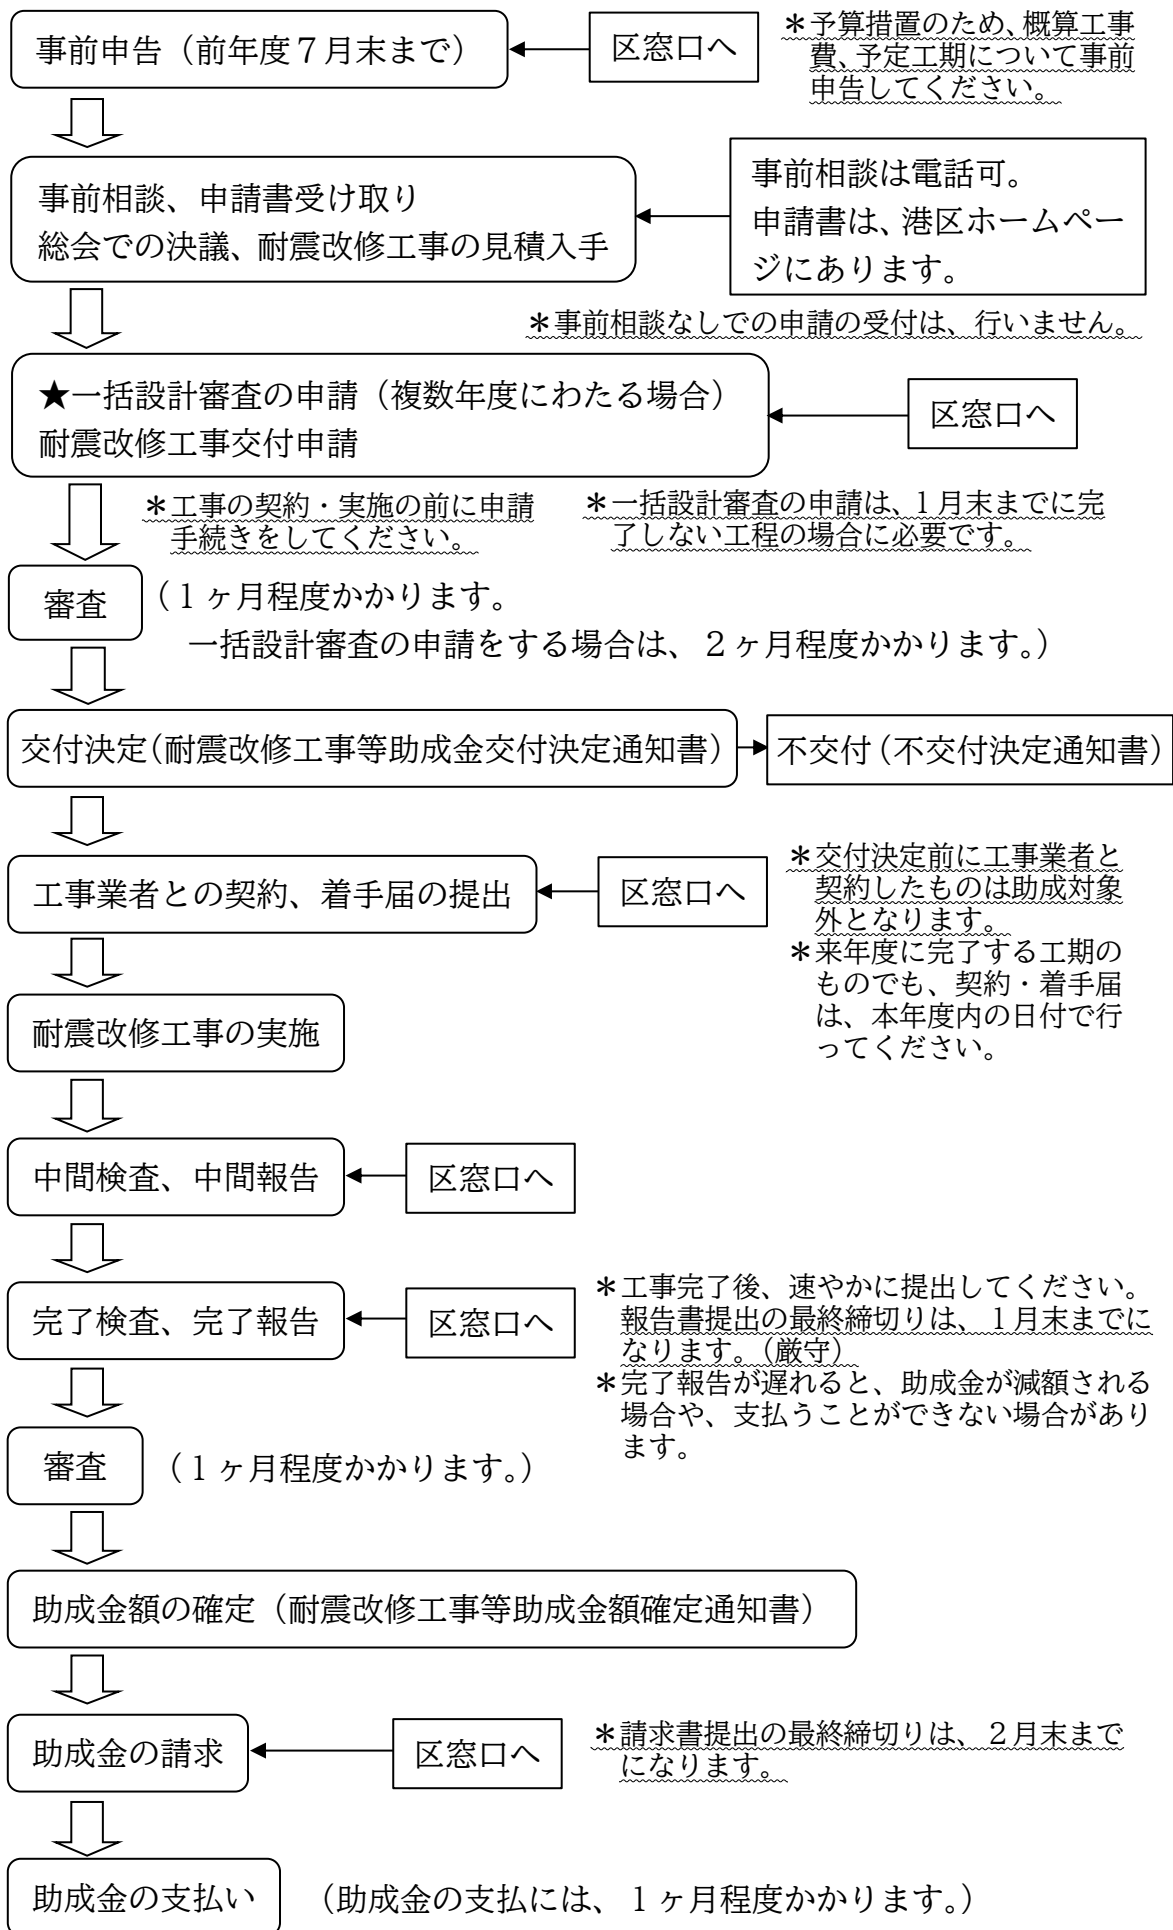 事前申告（前年度７月末まで）
区窓口へ
＊予算措置のため、概算工事
費、予定工期について事前
申告してください。
事前相談、申請書受け取り
総会での決議、耐震改修工事の見積入手
事前相談は電話可。
申請書は、港区ホームペー
ジにあります。
＊事前相談なしでの申請の受付は、行いません。
★一括設計審査の申請（複数年度にわたる場合）
耐震改修工事交付申請
区窓口へ
＊工事の契約・実施の前に申請
手続きをしてください。
＊一括設計審査の申請は、１月末までに完
了しない工程の場合に必要です。
審査
（１ヶ月程度かかります。
一括設計審査の申請をする場合は、２ヶ月程度かかります。）
交付決定（耐震改修工事等助成金交付決定通知書）
不交付（不交付決定通知書）
工事業者との契約、着手届の提出
区窓口へ
＊交付決定前に工事業者と
契約したものは助成対象
外となります。
＊来年度に完了する工期の
ものでも、契約・着手届
は、本年度内の日付で行
ってください。
耐震改修工事の実施
中間検査、中間報告
区窓口へ
完了検査、完了報告
区窓口へ
＊工事完了後、速やかに提出してください。
報告書提出の最終締切りは、１月末までに
なります。（厳守）
＊完了報告が遅れると、助成金が減額される
場合や、支払うことができない場合があり
ます。
審査
（１ヶ月程度かかります。）
助成金額の確定（耐震改修工事等助成金額確定通知書）
助成金の請求
区窓口へ
＊請求書提出の最終締切りは、２月末まで
になります。
助成金の支払い
（助成金の支払には、１ヶ月程度かかります。）